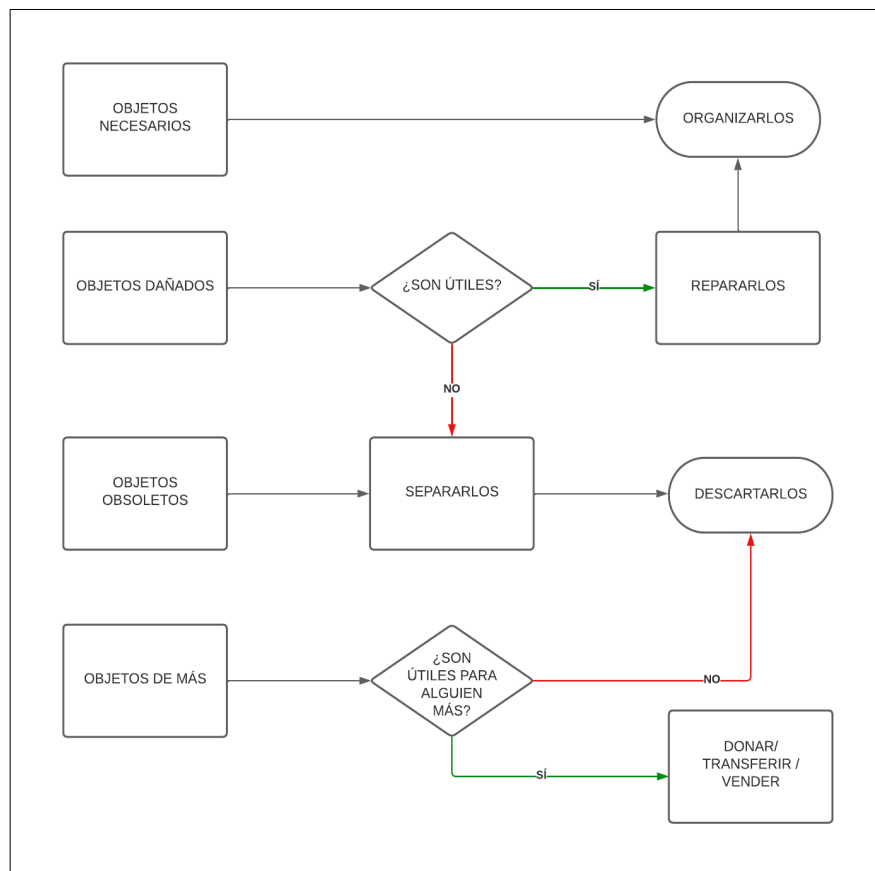 OBJETOS
NECESARIOS
ORGANIZARLOS
OBJETOS DAÑADOS
¿SON ÚTILES?
SÍ
REPARARLOS
NO
OBJETOS
OBSOLETOS
SEPARARLOS
DESCARTARLOS
OBJETOS DE MÁS
¿SON
ÚTILES PARA
ALGUIEN
MÁS?
NO
SÍ
DONAR/
TRANSFERIR /
VENDER